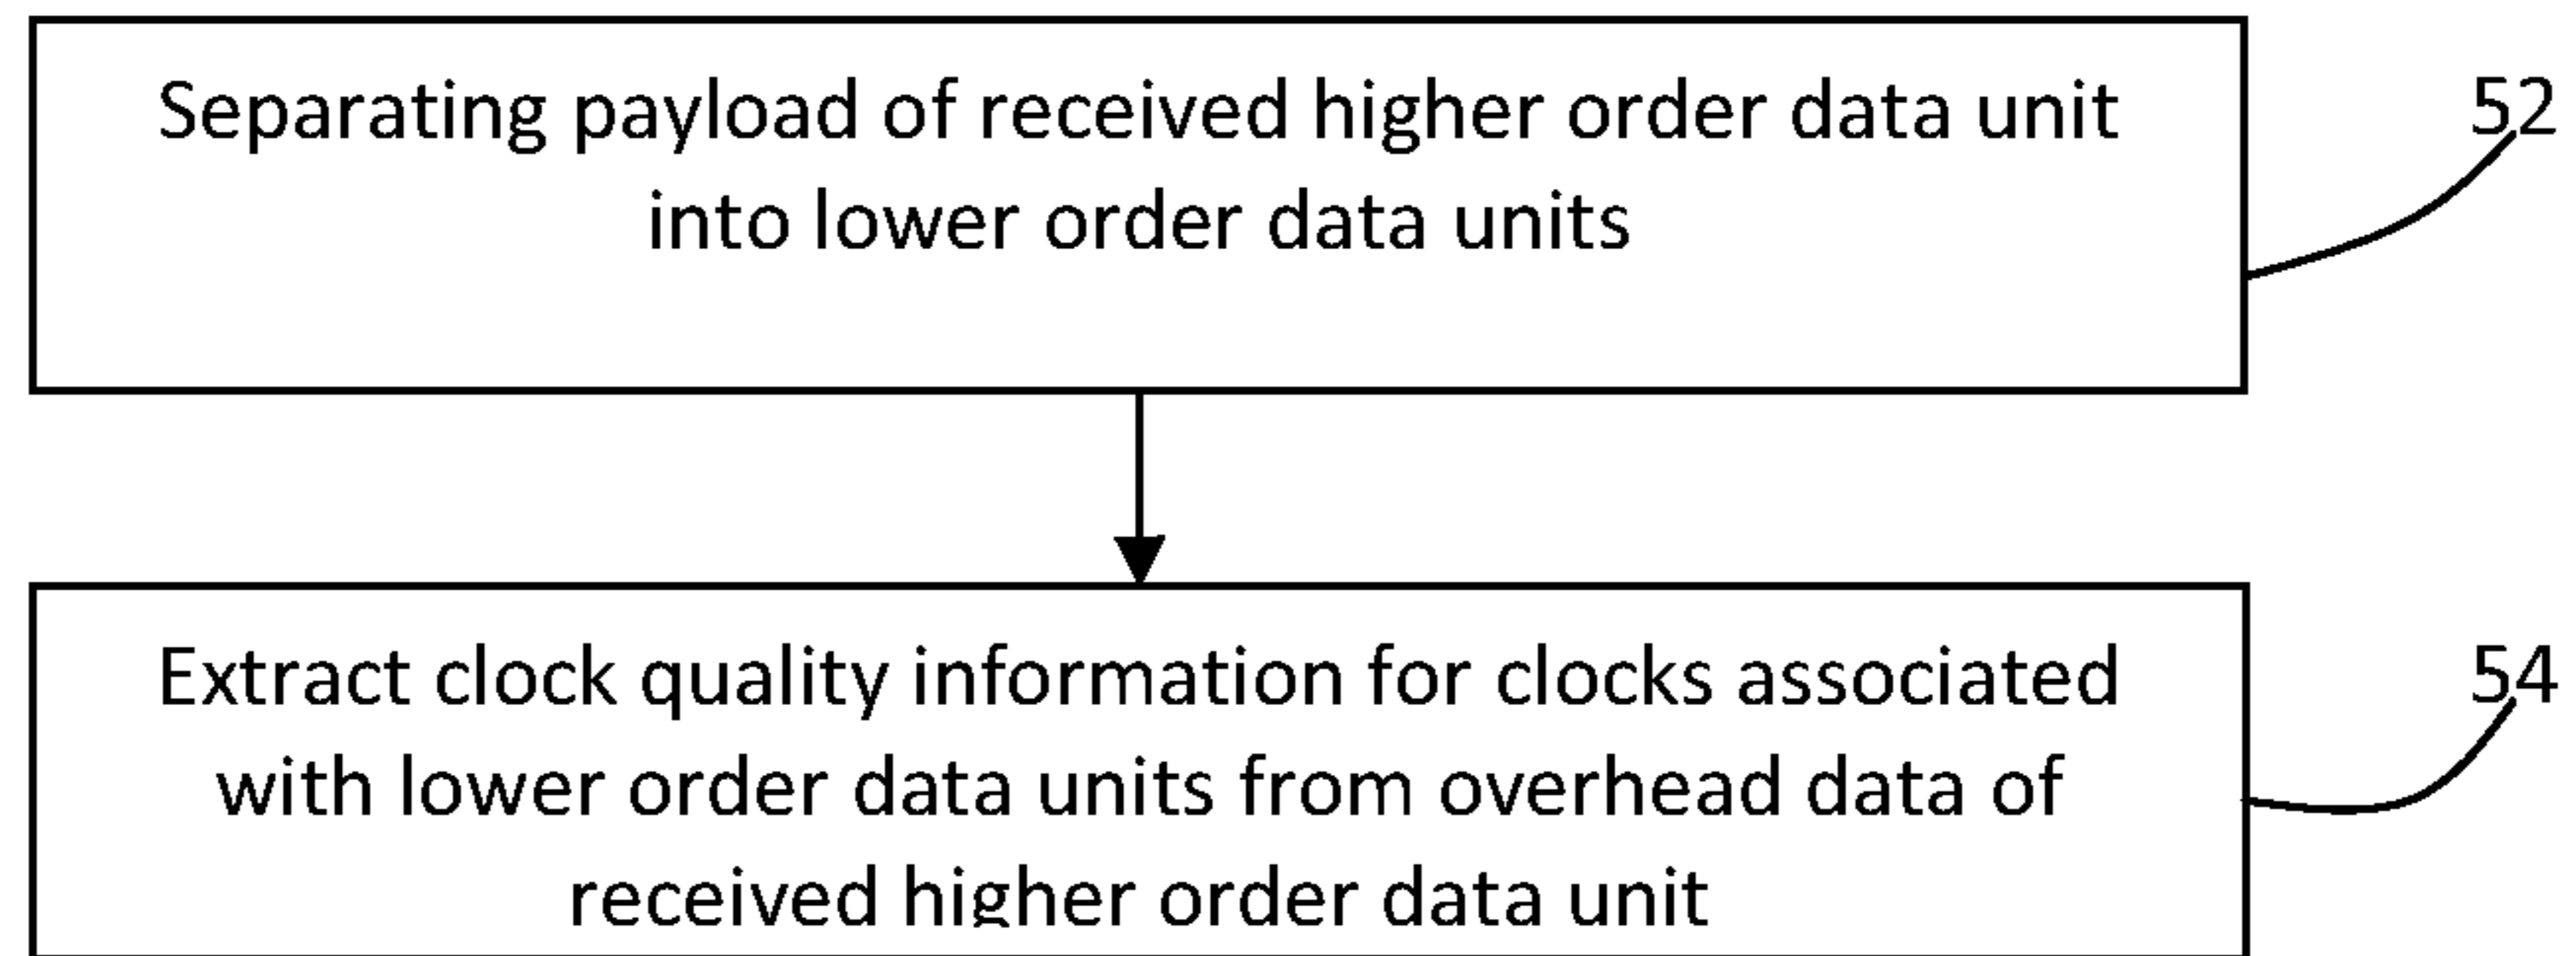 Separating payload of received higher order data unit
into lower order data units
52
Extract clock quality information for clocks associated
with lower order data units from overhead data of
received higher order data unit
54